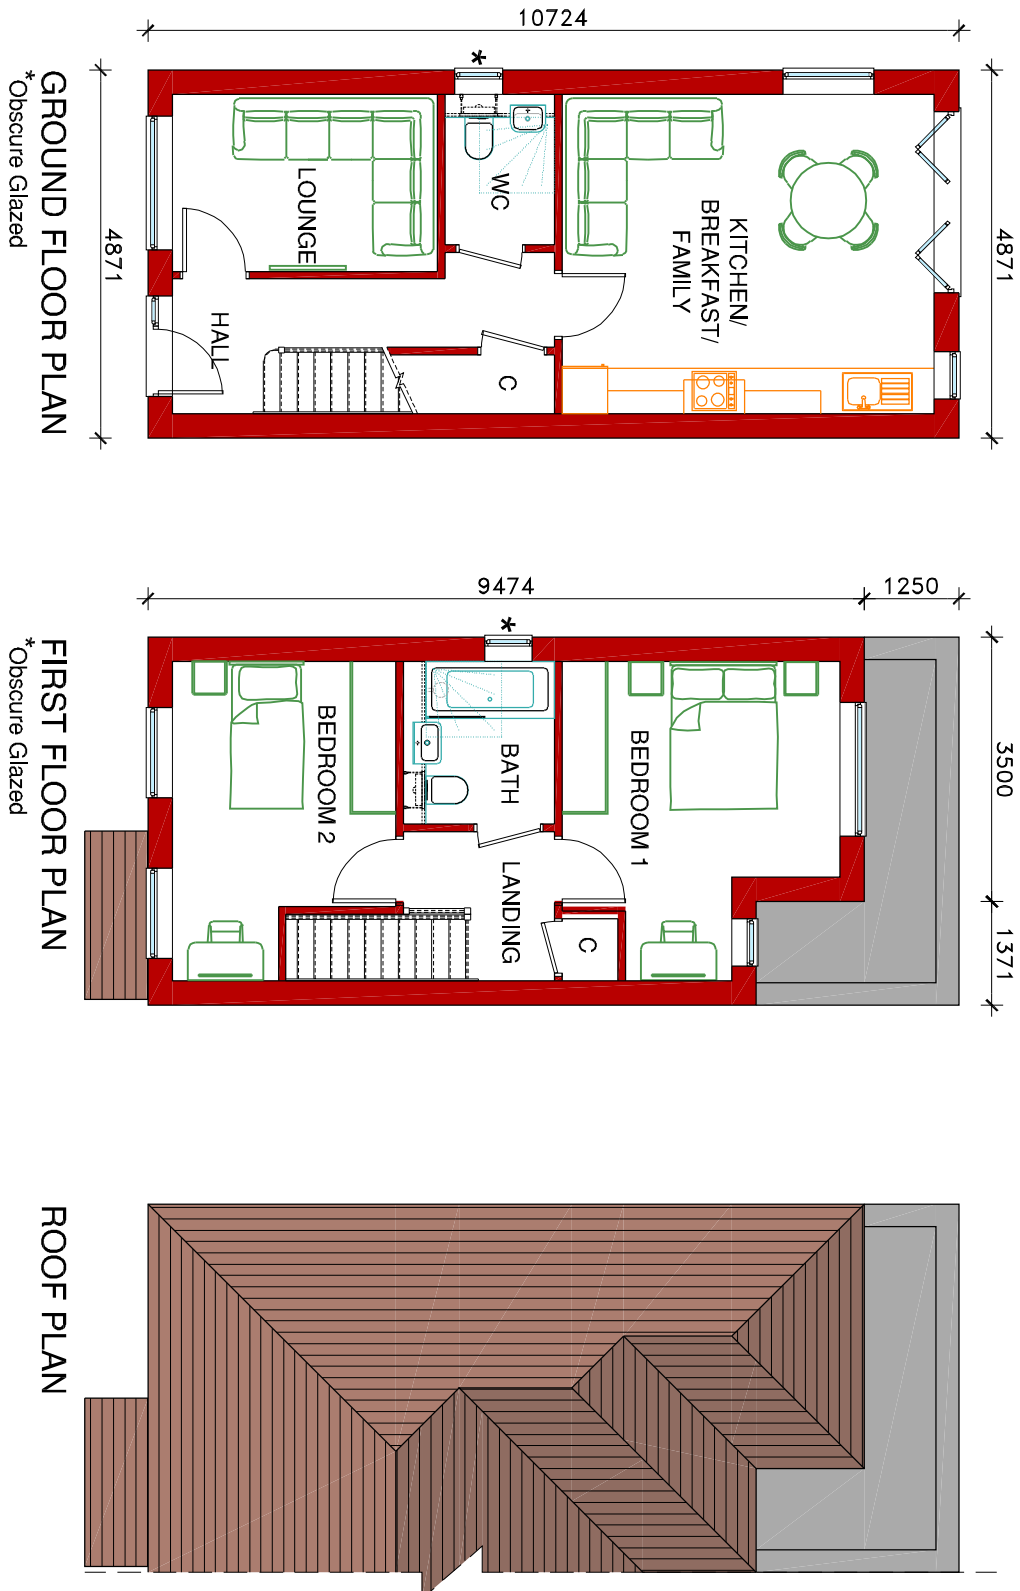 10724
4871
4871
*
LOUNGE
WC
KITCHEN/
BREAKFAST/
FAMILY
HALL
C
GROUND FLOOR PLAN
*Obscure Glazed
9474
1250
3500
1371
*
BEDROOM 2
BATH
BEDROOM 1
LANDING
C
FIRST FLOOR PLAN
*Obscure Glazed
ROOF PLAN